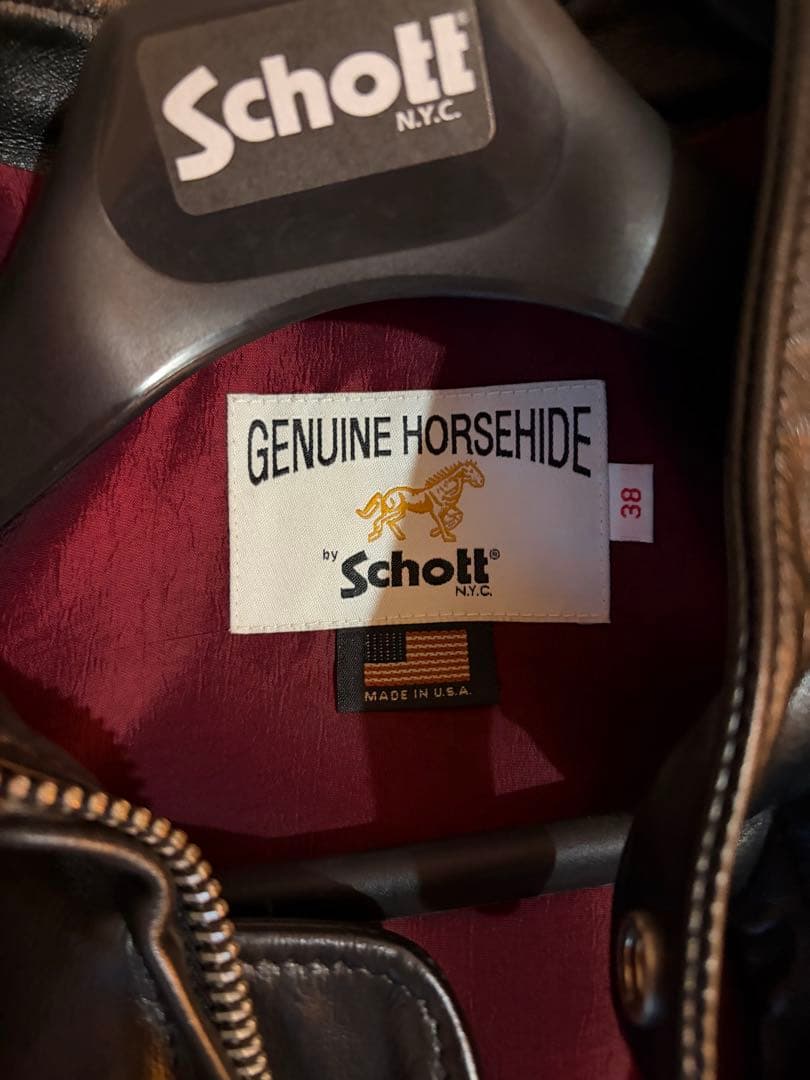 Schott®
N.Y.C.
GENUINE HORSEHIDE
by Schott®
N.Y.C.
38
MADE IN U.S.A.